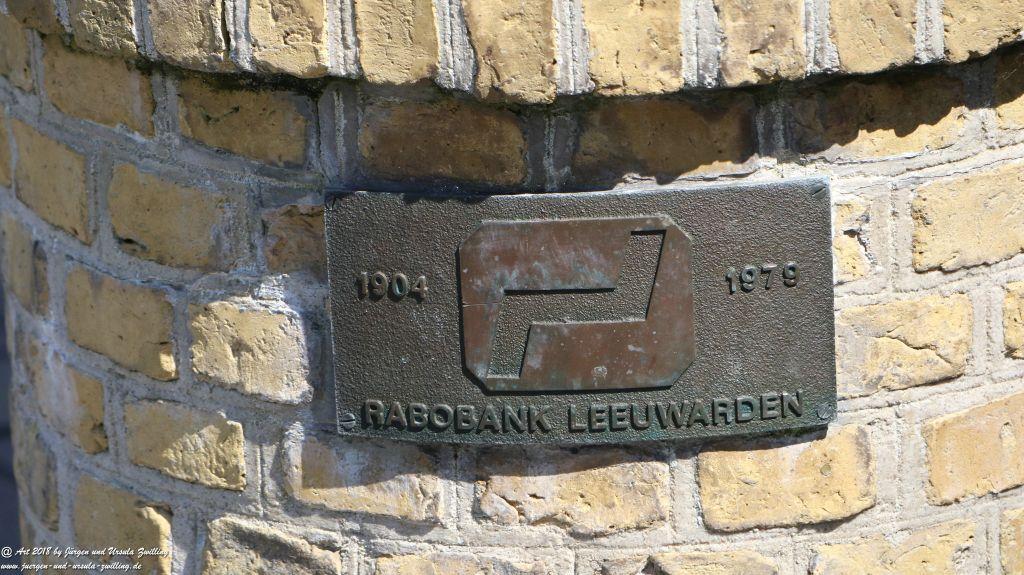 1904 1979
RABOBANK LEEUWARDEN
@ Art 2018 by Jürgen und Ursula Zwilling
www.juergen-und-ursula-zwilling.de